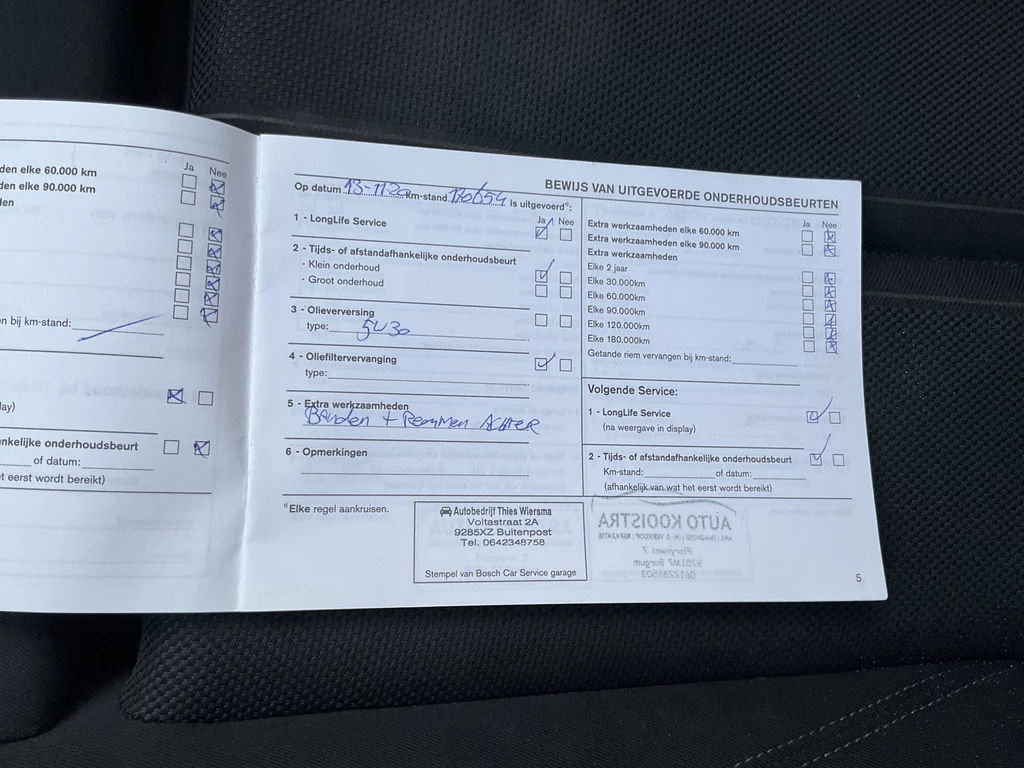 den elke 60.000 km
Ja Nee
den elke 90.000 km
den
n bij km-stand:
lay)
nkelijke onderhoudsbeurt
of datum:
t eerst wordt bereikt)
BEWIJS VAN UITGEVOERDE ONDERHOUDSBEURTEN
Op datum 13-11-20 Km-stand 176054 is uitgevoerd*:
Ja Nee
1 - LongLife Service
2 - Tijds- of afstandafhankelijke onderhoudsbeurt
- Klein onderhoud
- Groot onderhoud
3 - Olieverversing
type: 5W30
4 - Oliefiltervervanging
type:
5 - Extra werkzaamheden
Banden + Remmen Achter
6 - Opmerkingen
*Elke regel aankruisen.
Autobedrijf Thies Wiersma
Voltastraat 2A
9285XZ Buitenpost
Tel. 0642348758
Stempel van Bosch Car Service garage
Ja Nee
Extra werkzaamheden elke 60.000 km
Extra werkzaamheden elke 90.000 km
Extra werkzaamheden
Elke 2 jaar
Elke 30.000km
Elke 60.000km
Elke 90.000km
Elke 120.000km
Elke 180.000km
Getande riem vervangen bij km-stand:
Volgende Service:
1 - LongLife Service
(na weergave in display)
2 - Tijds- of afstandafhankelijke onderhoudsbeurt
Km-stand: of datum:
(afhankelijk van wat het eerst wordt bereikt)
AUTO KOOISTRA
5